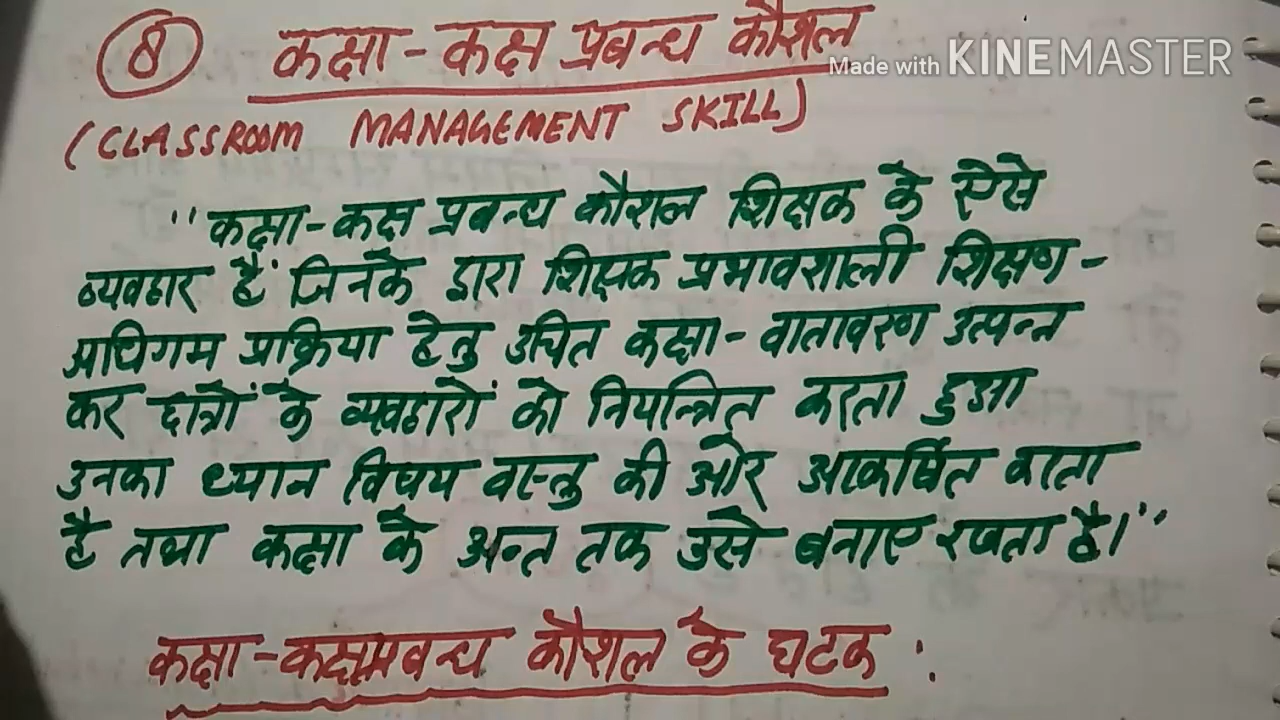 8 कक्षा-कक्ष प्रबन्ध कौशल
Made with KINEMASTER
(CLASSROOM MANAGEMENT SKILL)
"कक्षा-कक्ष प्रबन्ध कौशल शिक्षक के ऐसे
व्यवहार हैं जिनके द्वारा शिक्षक प्रभावशाली शिक्षण-
अधिगम प्रक्रिया हेतु उचित कक्षा-वातावरण उत्पन्न
कर छात्रों के व्यवहारों को नियन्त्रित करता हुआ
उनका ध्यान विषय वस्तु की ओर आकर्षित करता
है तथा कक्षा के अन्त तक उसे बनाए रखता है।"
कक्षा-कक्ष प्रबन्ध कौशल के घटक :